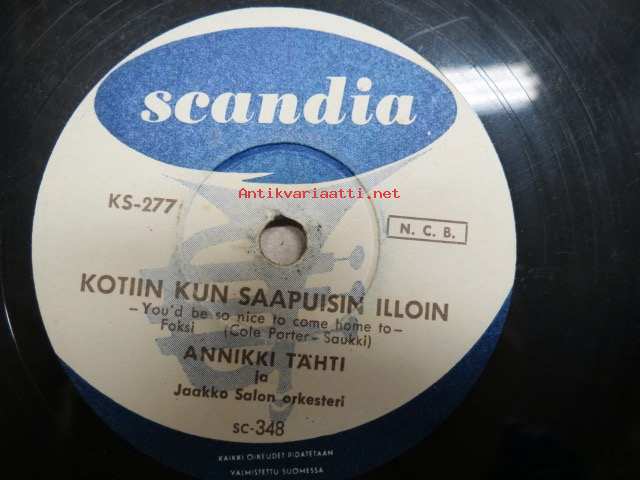 scandia
Antikvariaatti.net
KS-277
N. C. B.
KOTIIN KUN SAAPUISIN ILLOIN
-You'd be so nice to come home to-
Foksi (Cole Porter - Saukki)
ANNIKKI TÄHTI
ja
Jaakko Salon orkesteri
SC-348
KAIKKI OIKEUDET PIDÄTETÄÄN
VALMISTETTU SUOMESSA